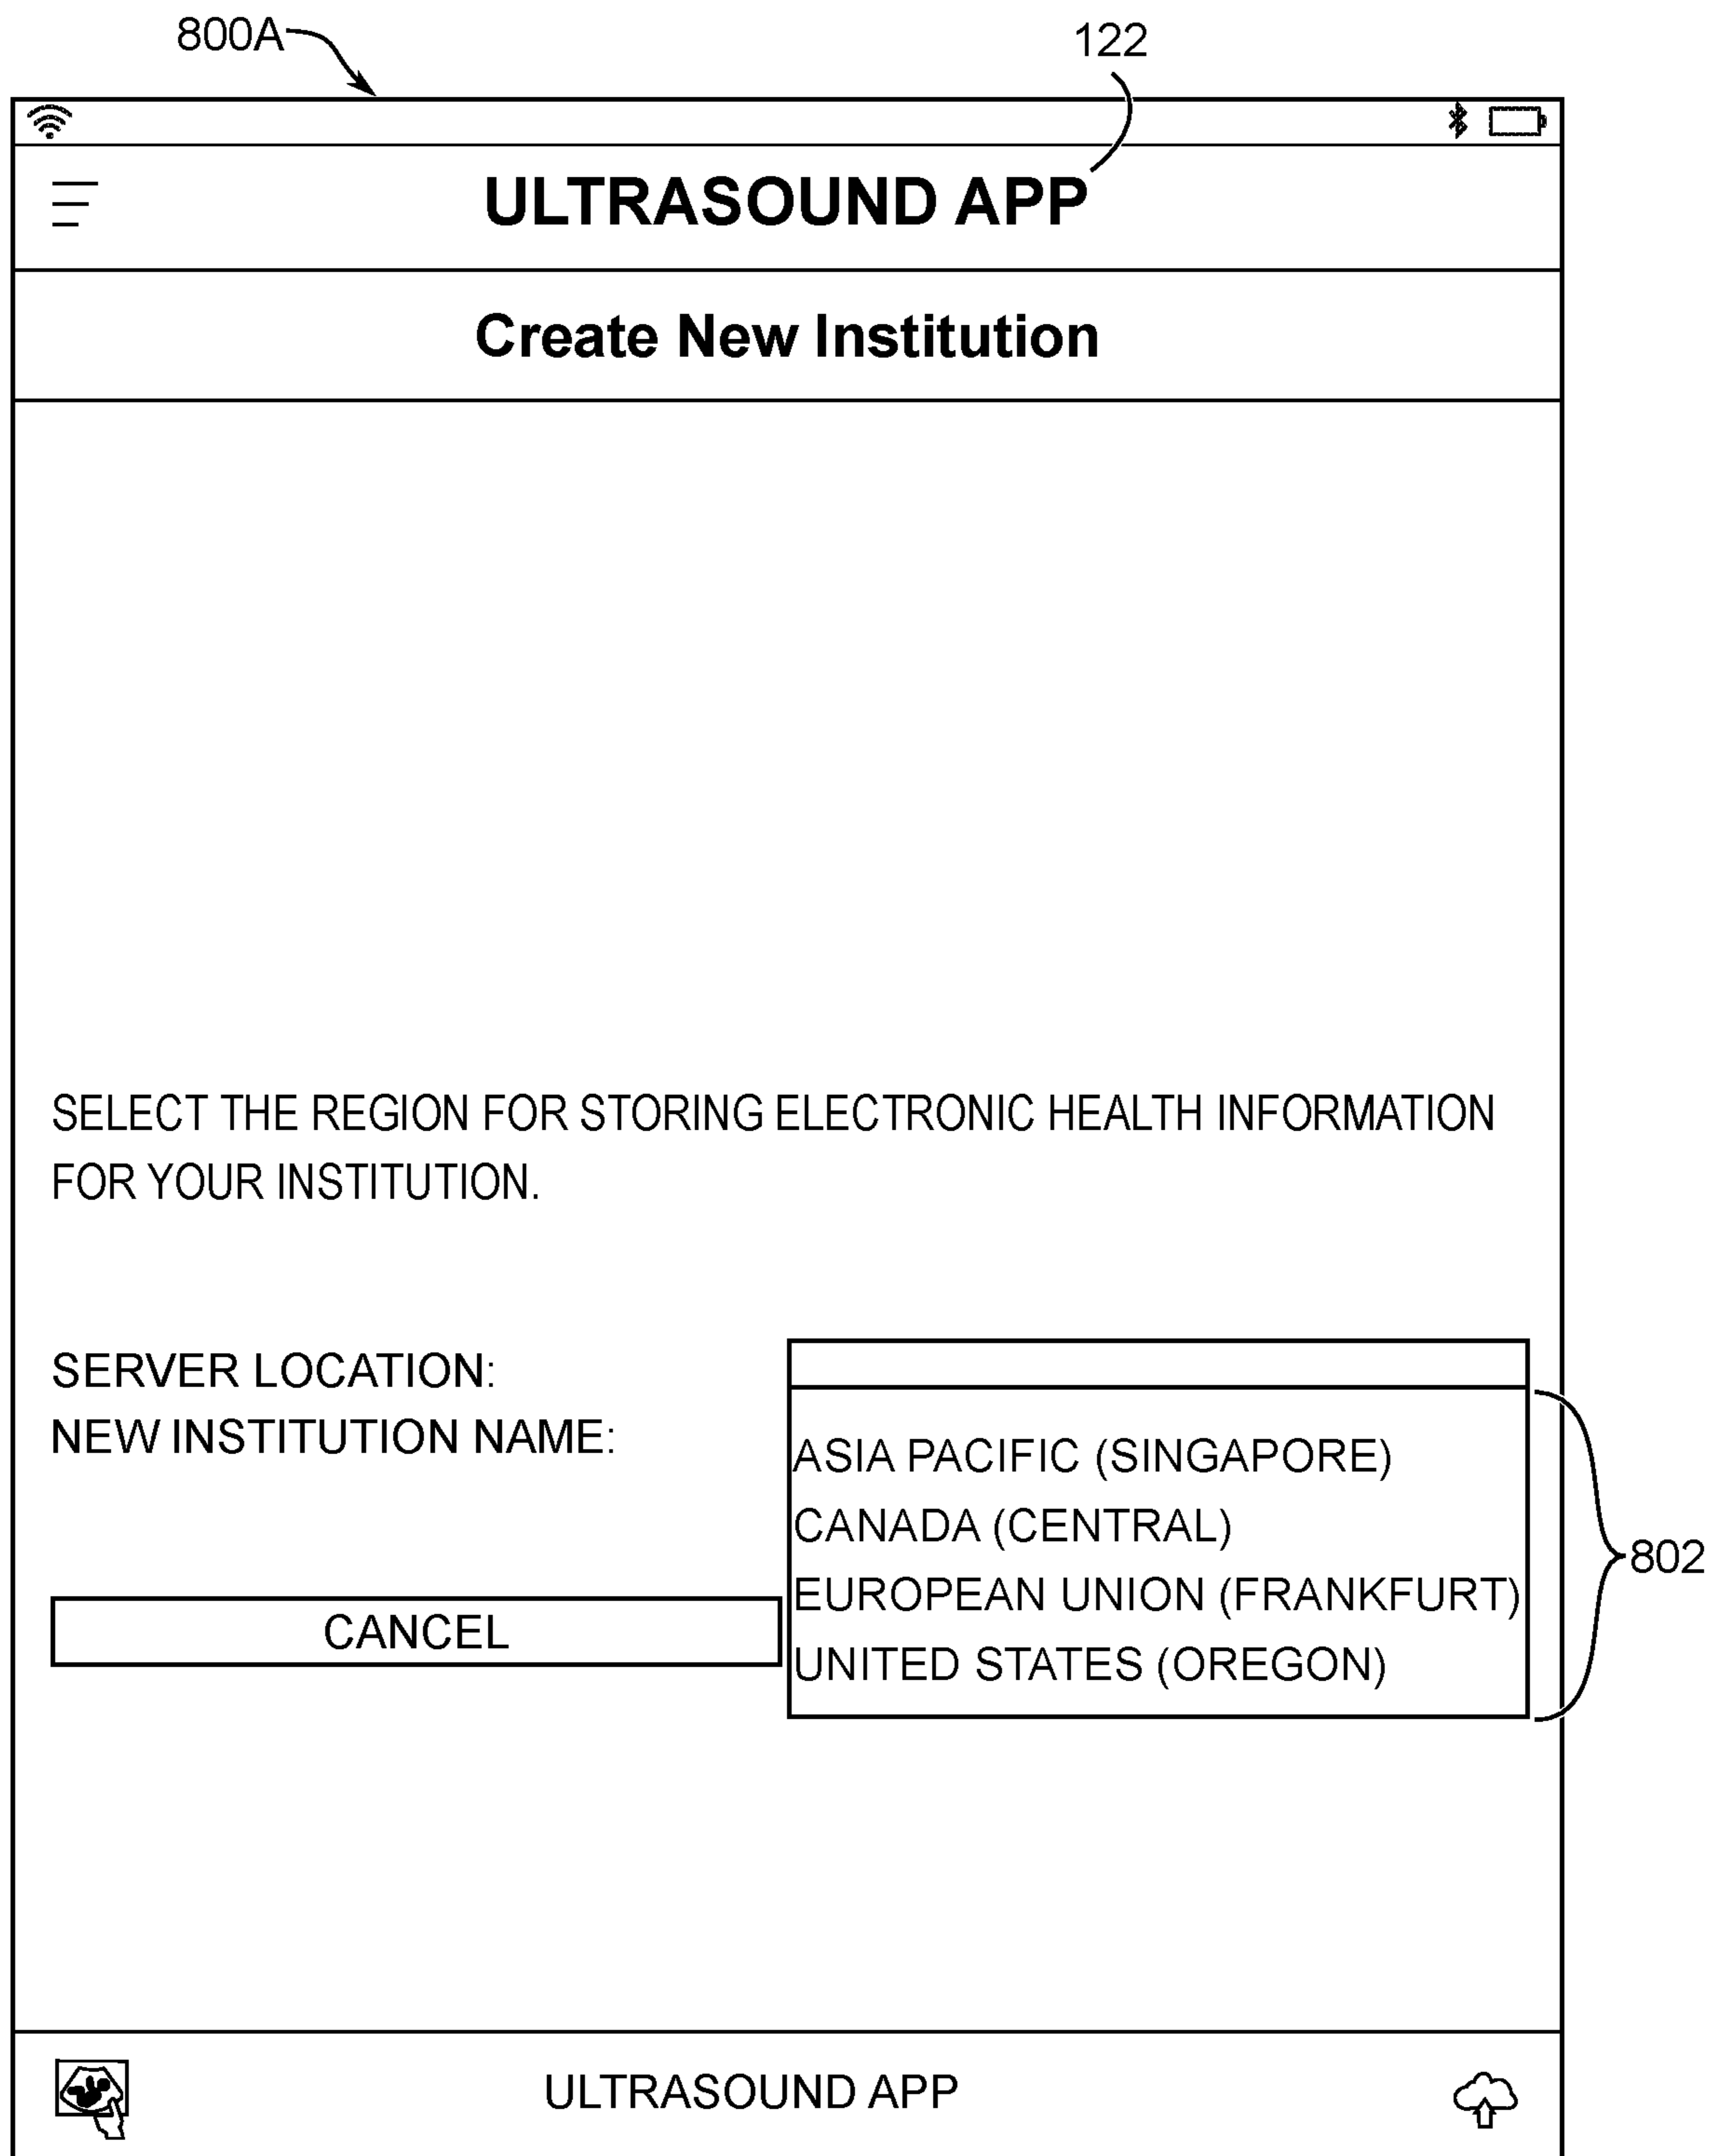 800A
122
ULTRASOUND APP
Create New Institution
SELECT THE REGION FOR STORING ELECTRONIC HEALTH INFORMATION
FOR YOUR INSTITUTION.
SERVER LOCATION:
NEW INSTITUTION NAME:
ASIA PACIFIC (SINGAPORE)
CANADA (CENTRAL)
EUROPEAN UNION (FRANKFURT)
UNITED STATES (OREGON)
802
CANCEL
ULTRASOUND APP